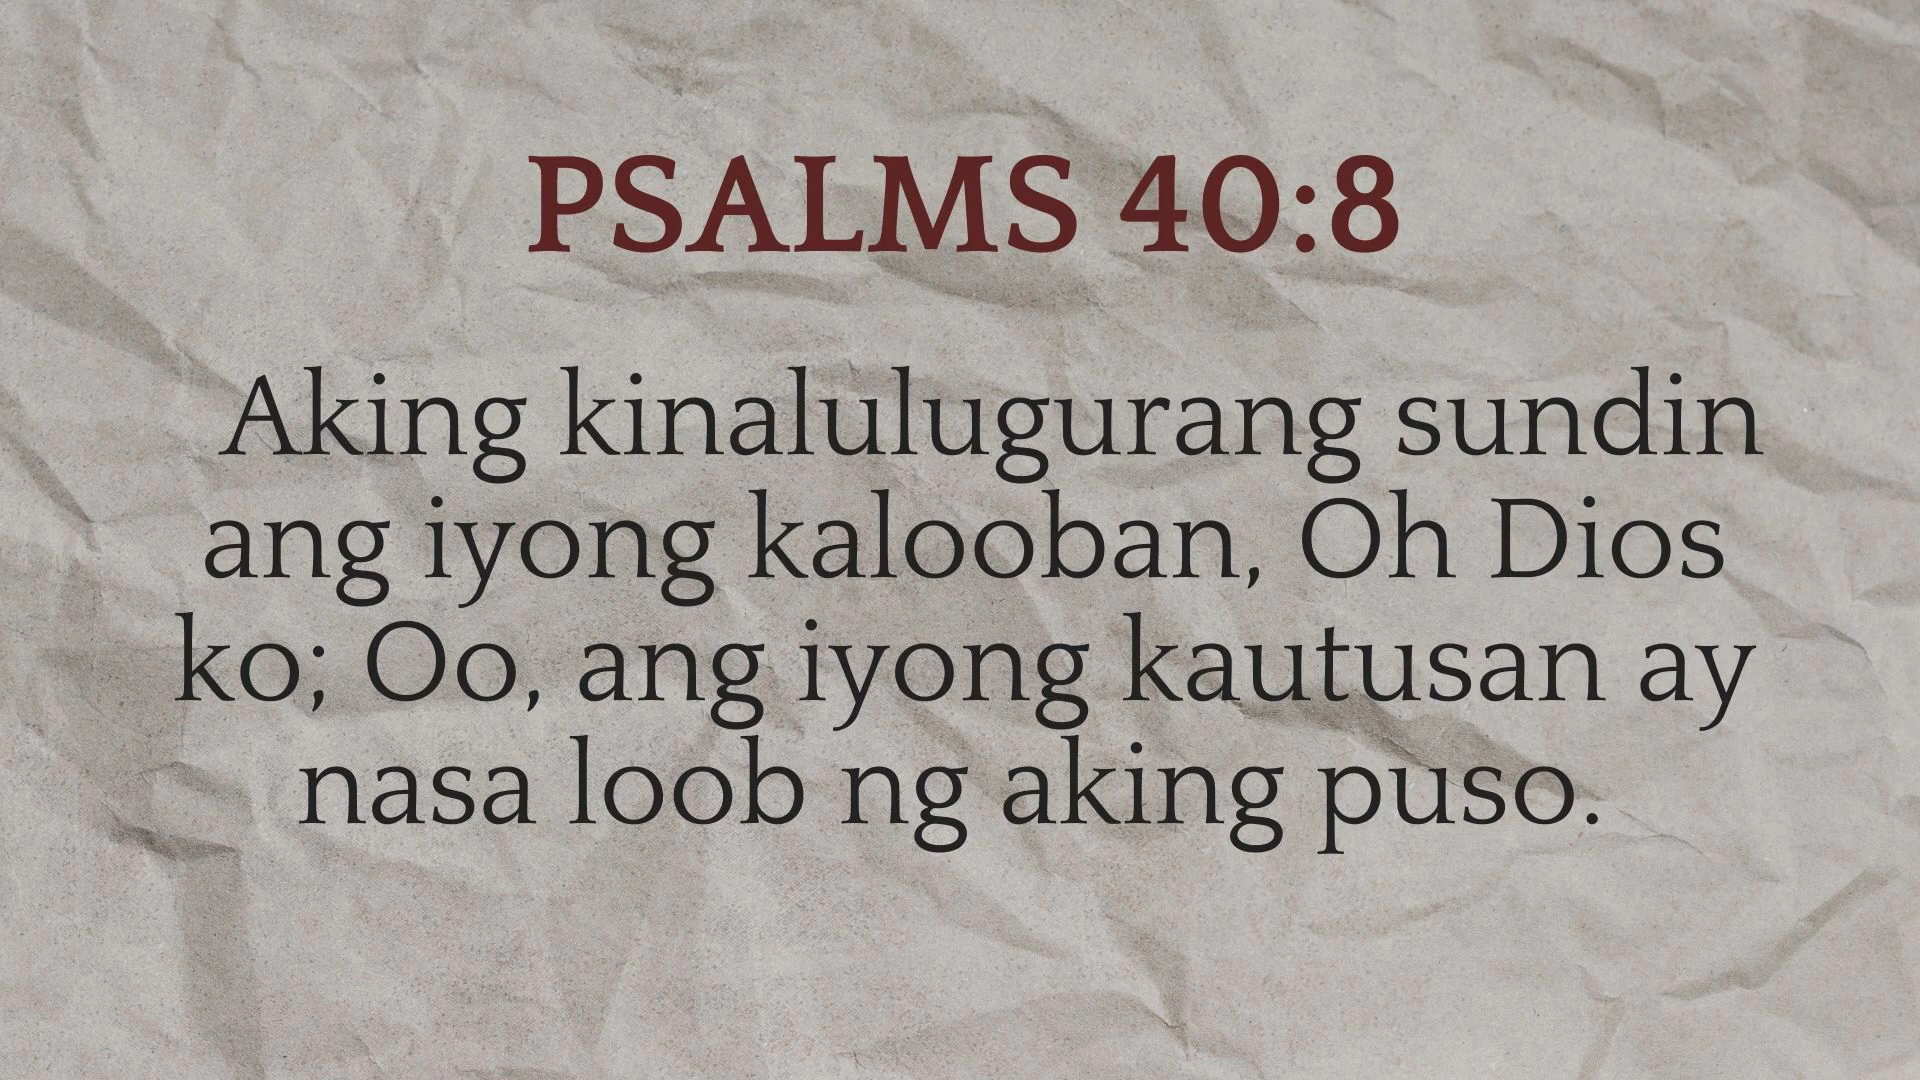 PSALMS 40:8
Aking kinalulugurang sundin
ang iyong kalooban, Oh Dios
ko; Oo, ang iyong kautusan ay
nasa loob ng aking puso.